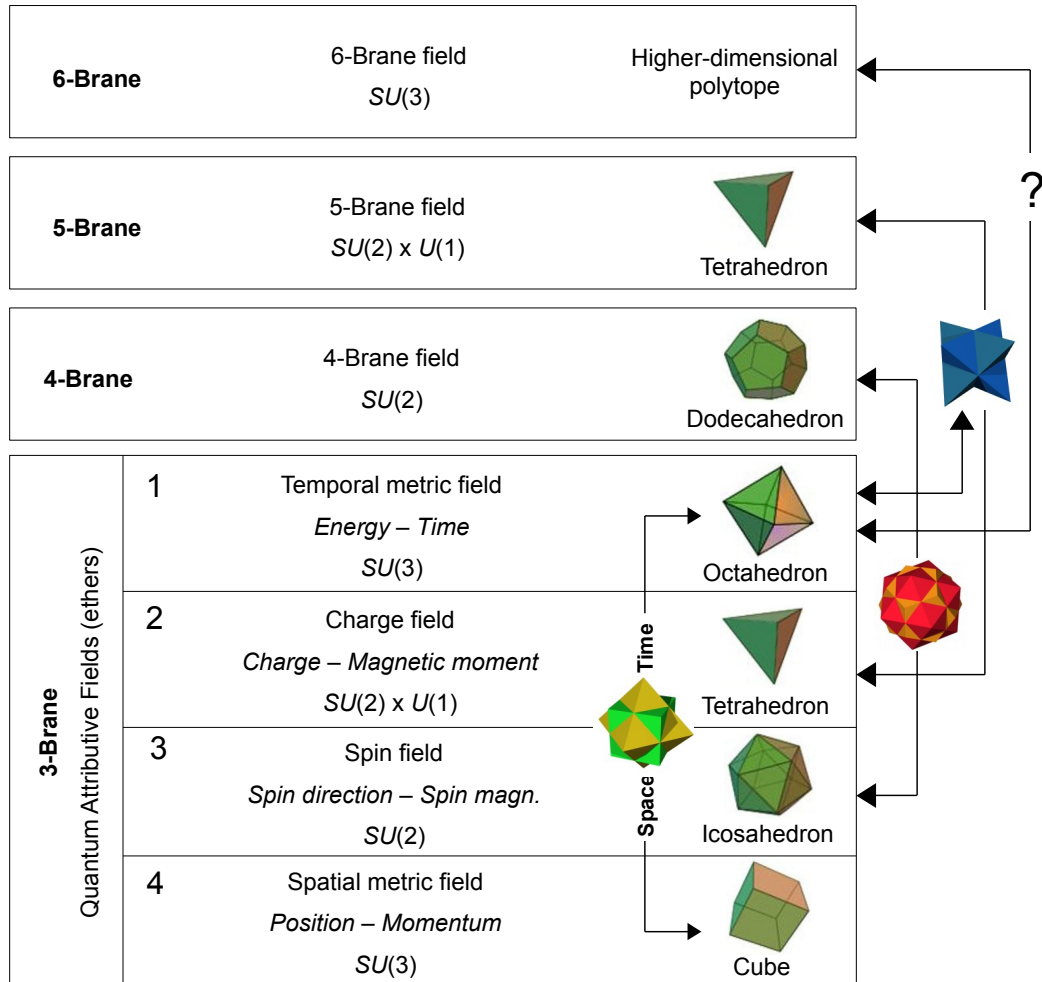 6-Brane
6-Brane field
SU(3)
Higher-dimensional
polytope
?
5-Brane
5-Brane field
SU(2) x U(1)
Tetrahedron
4-Brane
4-Brane field
SU(2)
Dodecahedron
3-Brane
Quantum Attributive Fields (ethers)
1
Temporal metric field
Energy – Time
SU(3)
Octahedron
2
Charge field
Charge – Magnetic moment
SU(2) x U(1)
Tetrahedron
Time
Space
3
Spin field
Spin direction – Spin magn.
SU(2)
Icosahedron
4
Spatial metric field
Position – Momentum
SU(3)
Cube